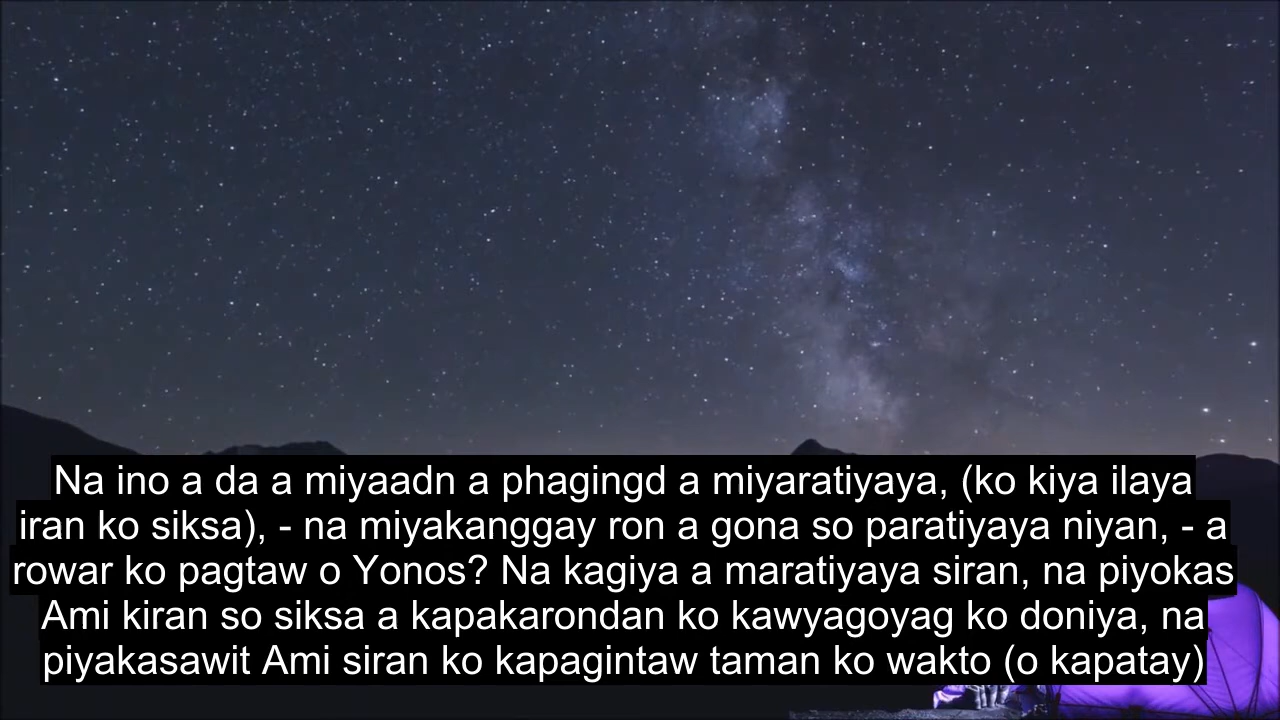 Na ino a da a miyaadn a phagingd a miyaratiyaya, (ko kiya ilaya
iran ko siksa), - na miyakanggay ron a gona so paratiyaya niyan, - a
rowar ko pagtaw o Yonos? Na kagiya a maratiyaya siran, na piyokas
Ami kiran so siksa a kapakarondan ko kawyagoyag ko doniya, na
piyakasawit Ami siran ko kapagintaw taman ko wakto (o kapatay)